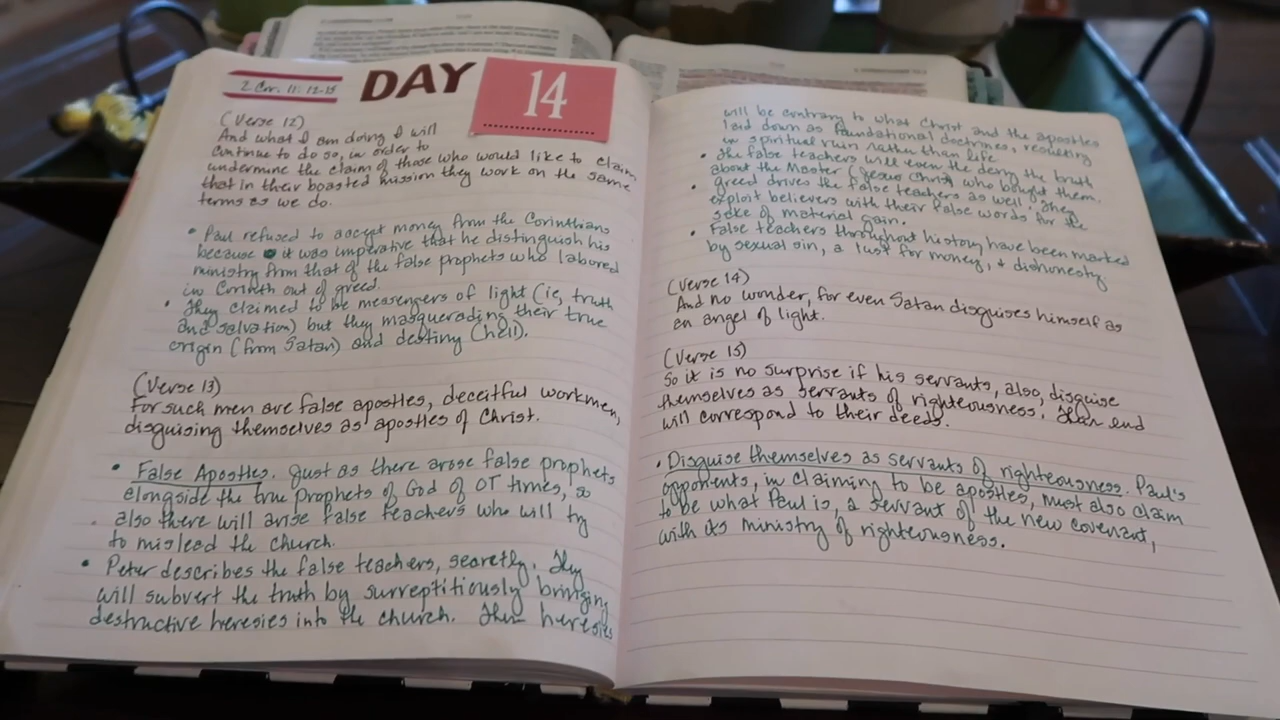 2 Cor. 11:12-15
DAY
14
(Verse 12)
And what I am doing I will
continue to do so, in order to
undermine the claim of those who would like to claim
that in their boasted mission they work on the same
terms as we do.
• Paul refused to accept money from the Corinthians
because it was imperative that he distinguish his
ministry from that of the false prophets who labored
in Corinth out of greed.
• They claimed to be messengers of light (ie, truth
and salvation) but they masquerading their true
origin (from Satan) and destiny (hell).
(Verse 13)
For such men are false apostles, deceitful workmen,
disguising themselves as apostles of Christ.
• False Apostles. Just as there arose false prophets
alongside the true prophets of God of OT times, so
also there will arise false teachers who will try
to mislead the church.
• Peter describes the false teachers, secretly. They
will subvert the truth by surreptitiously bringing
destructive heresies into the church. Their heresies
will be contrary to what Christ and the apostles
laid down as foundational doctrines, resulting
in spiritual ruin rather than life
• The false teachers will even the deny the truth
about the Master (Jesus Christ) who bought them.
• greed drives the false teachers as well. They
exploit believers with their false words for the
sake of material gain.
• False teachers throughout history have been marked
by sexual sin, a lust for money, + dishonesty
(Verse 14)
And no wonder, for even Satan disguises himself as
an angel of light.
(Verse 15)
So it is no surprise if his servants, also, disguise
themselves as servants of righteousness. Their end
will correspond to their deeds.
• Disguise themselves as servants of righteousness. Paul's
opponents, in claiming to be apostles, must also claim
to be what Paul is, a servant of the new covenant,
with its ministry of righteousness.